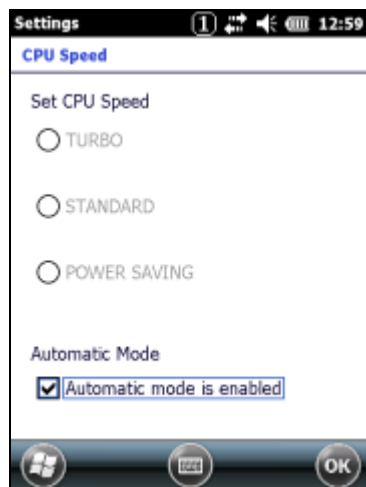 Settings 1 12:59
CPU Speed
Set CPU Speed
TURBO
STANDARD
POWER SAVING
Automatic Mode
Automatic mode is enabled
OK